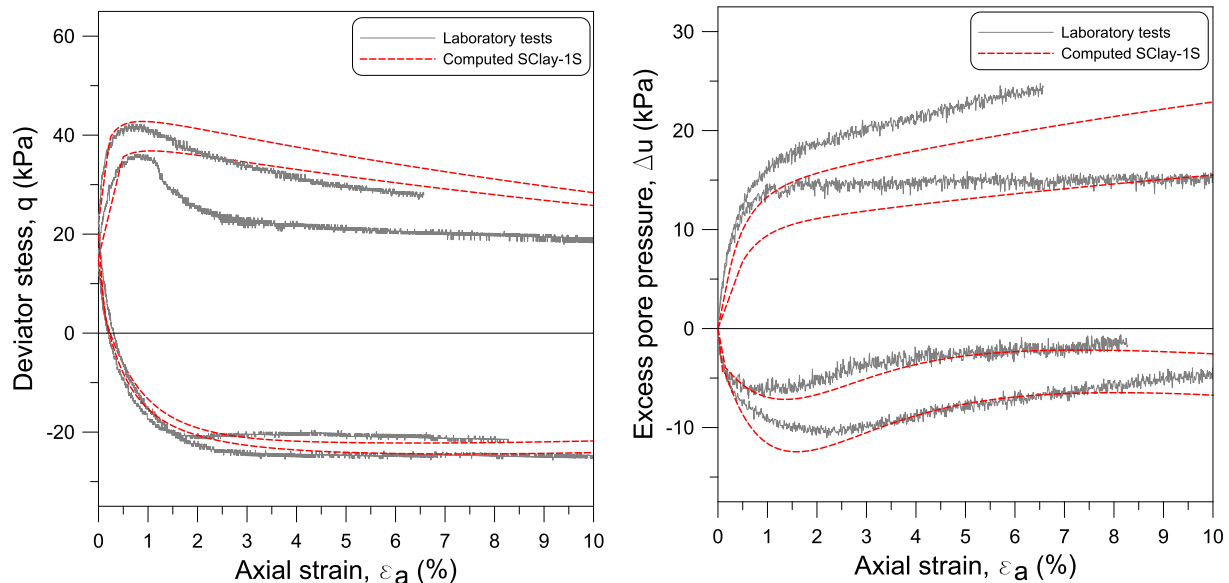 60
40
20
0
-20
Deviator stess, q (kPa)
Laboratory tests
Computed SClay-1S
0 1 2 3 4 5 6 7 8 9 10
Axial strain, εa (%)
30
20
10
0
-10
Excess pore pressure, Δu (kPa)
Laboratory tests
Computed SClay-1S
0 1 2 3 4 5 6 7 8 9 10
Axial strain, εa (%)